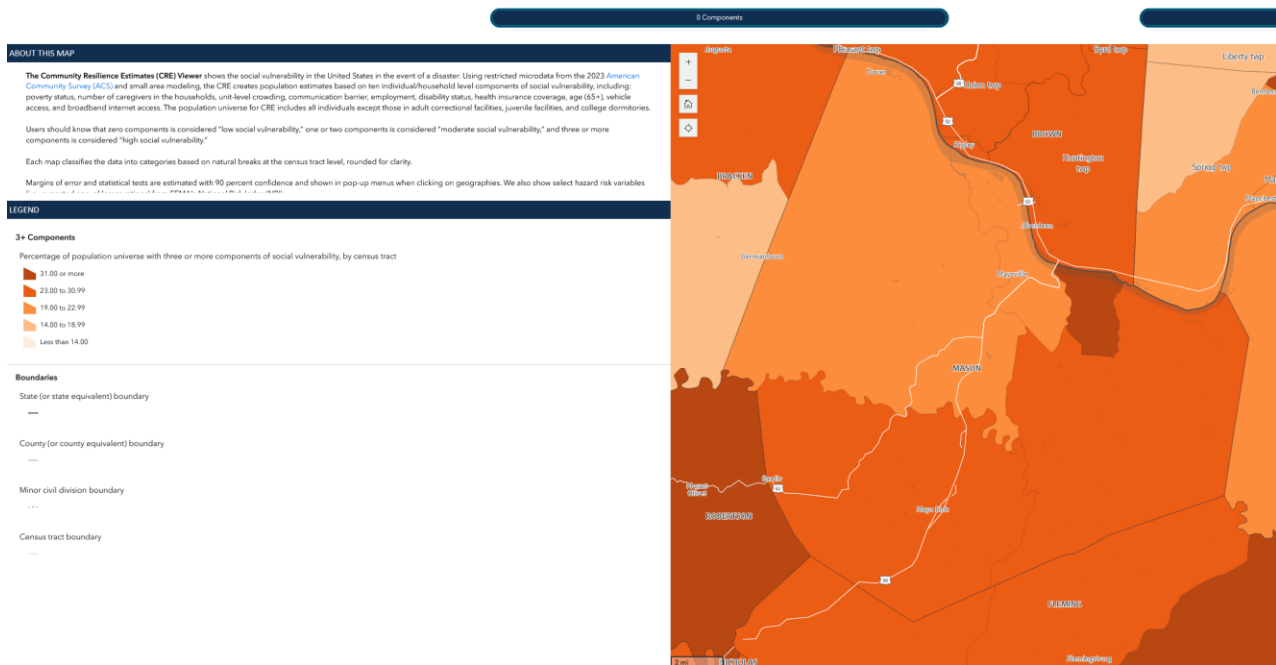 0 Components
ABOUT THIS MAP
The Community Resilience Estimates (CRE) Viewer shows the social vulnerability in the United States in the event of a disaster. Using restricted microdata from the 2023 American
Community Survey (ACS) and small area modeling, the CRE creates population estimates based on ten individual/household level components of social vulnerability, including:
poverty status, number of caregivers in the households, unit-level crowding, communication barrier, employment, disability status, health insurance coverage, age (65+), vehicle
access, and broadband internet access. The population universe for CRE includes all individuals except those in adult correctional facilities, juvenile facilities, and college dormitories.
Users should know that zero components is considered "low social vulnerability," one or two components is considered "moderate social vulnerability," and three or more
components is considered "high social vulnerability."
Each map classifies the data into categories based on natural breaks at the census tract level, rounded for clarity.
Margins of error and statistical tests are estimated with 90 percent confidence and shown in pop-up menus when clicking on geographies. We also show select hazard risk variables
LEGEND
3+ Components
Percentage of population universe with three or more components of social vulnerability, by census tract
31.00 or more
23.00 to 30.99
19.00 to 22.99
14.00 to 18.99
Less than 14.00
Boundaries
State (or state equivalent) boundary
County (or county equivalent) boundary
Minor civil division boundary
Census tract boundary
+
−
Augusta
Pleasant twp
Byrd twp
Liberty twp
Union twp
62
52
BROWN
Ripley
Huntington
twp
Sprigg twp
BRACKEN
62
Aberdeen
Germantown
Maysville
MASON
Sardis
62
Mount
Olivet
Mays Lick
ROBERTSON
68
FLEMING
Flemingsburg
2 mi
NICHOLAS